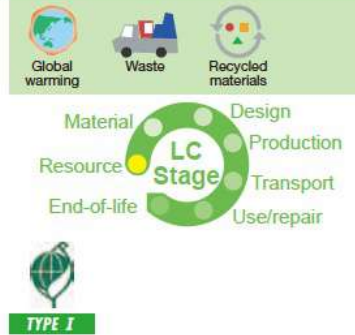 Global warming
Waste
Recycled materials
Design
Material
Production
LC Stage
Resource
Transport
End-of-life
Use/repair
TYPE I